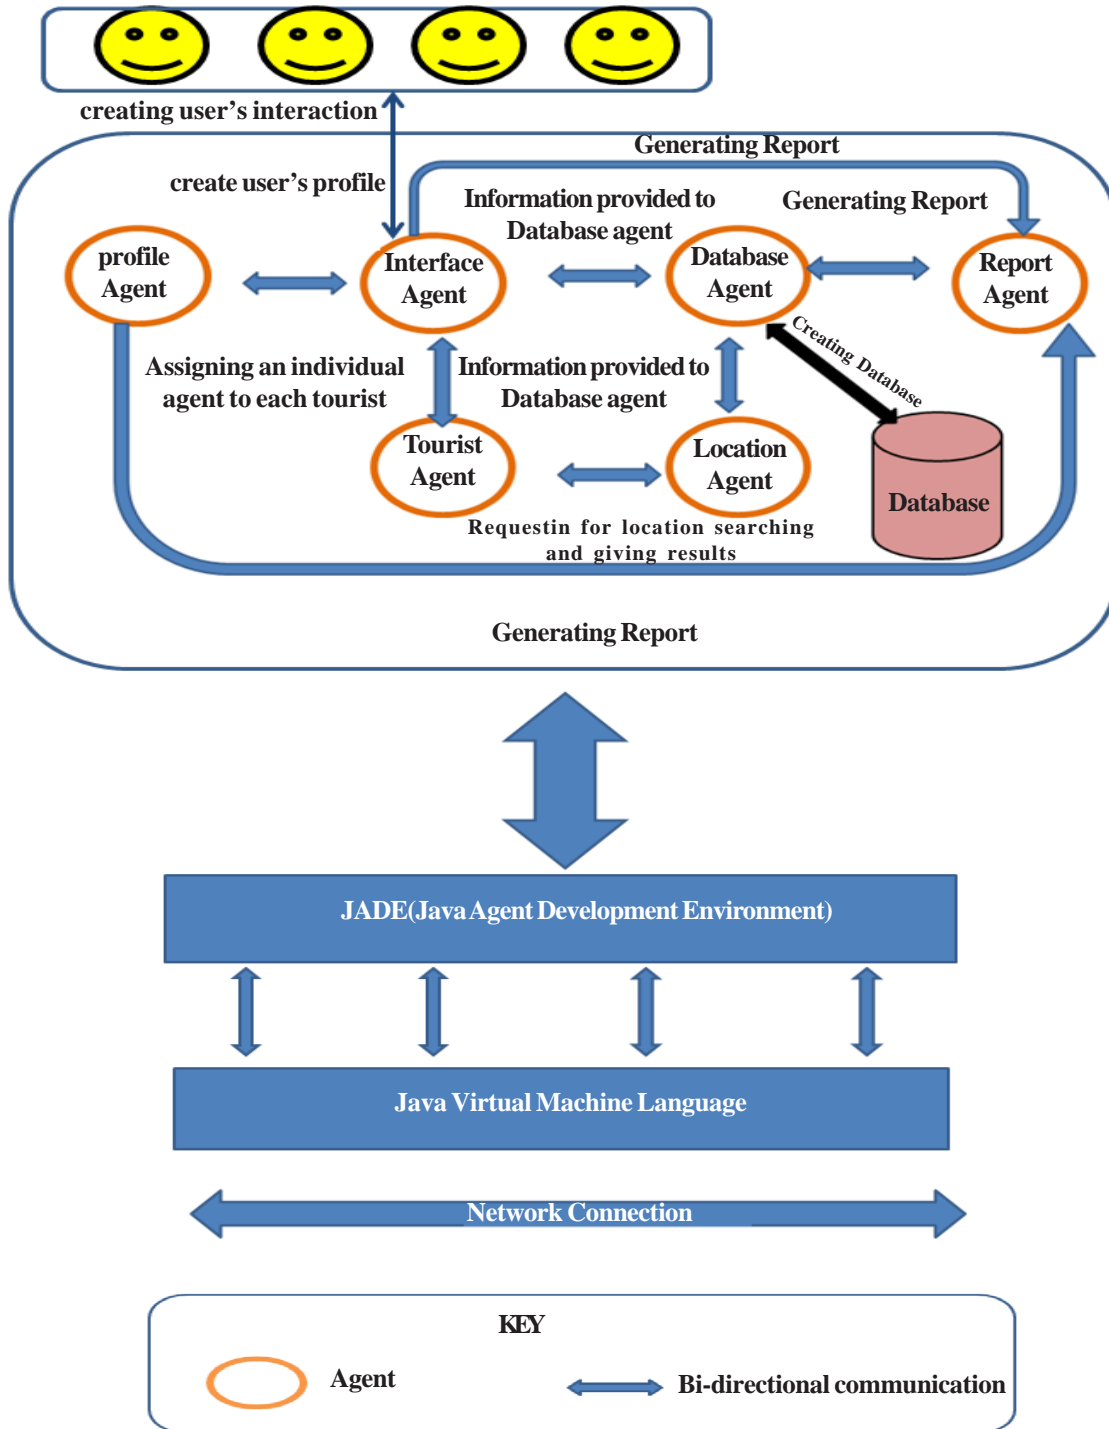 creating user’s interaction
Generating Report
create user’s profile
Information provided to
Database agent
Generating Report
profile
Agent
Interface
Agent
Database
Agent
Report
Agent
Assigning an individual
agent to each tourist
Information provided to
Database agent
Creating Database
Tourist
Agent
Location
Agent
Database
Requestin for location searching
and giving results
Generating Report
JADE(Java Agent Development Environment)
Java Virtual Machine Language
Network Connection
KEY
Agent
Bi-directional communication